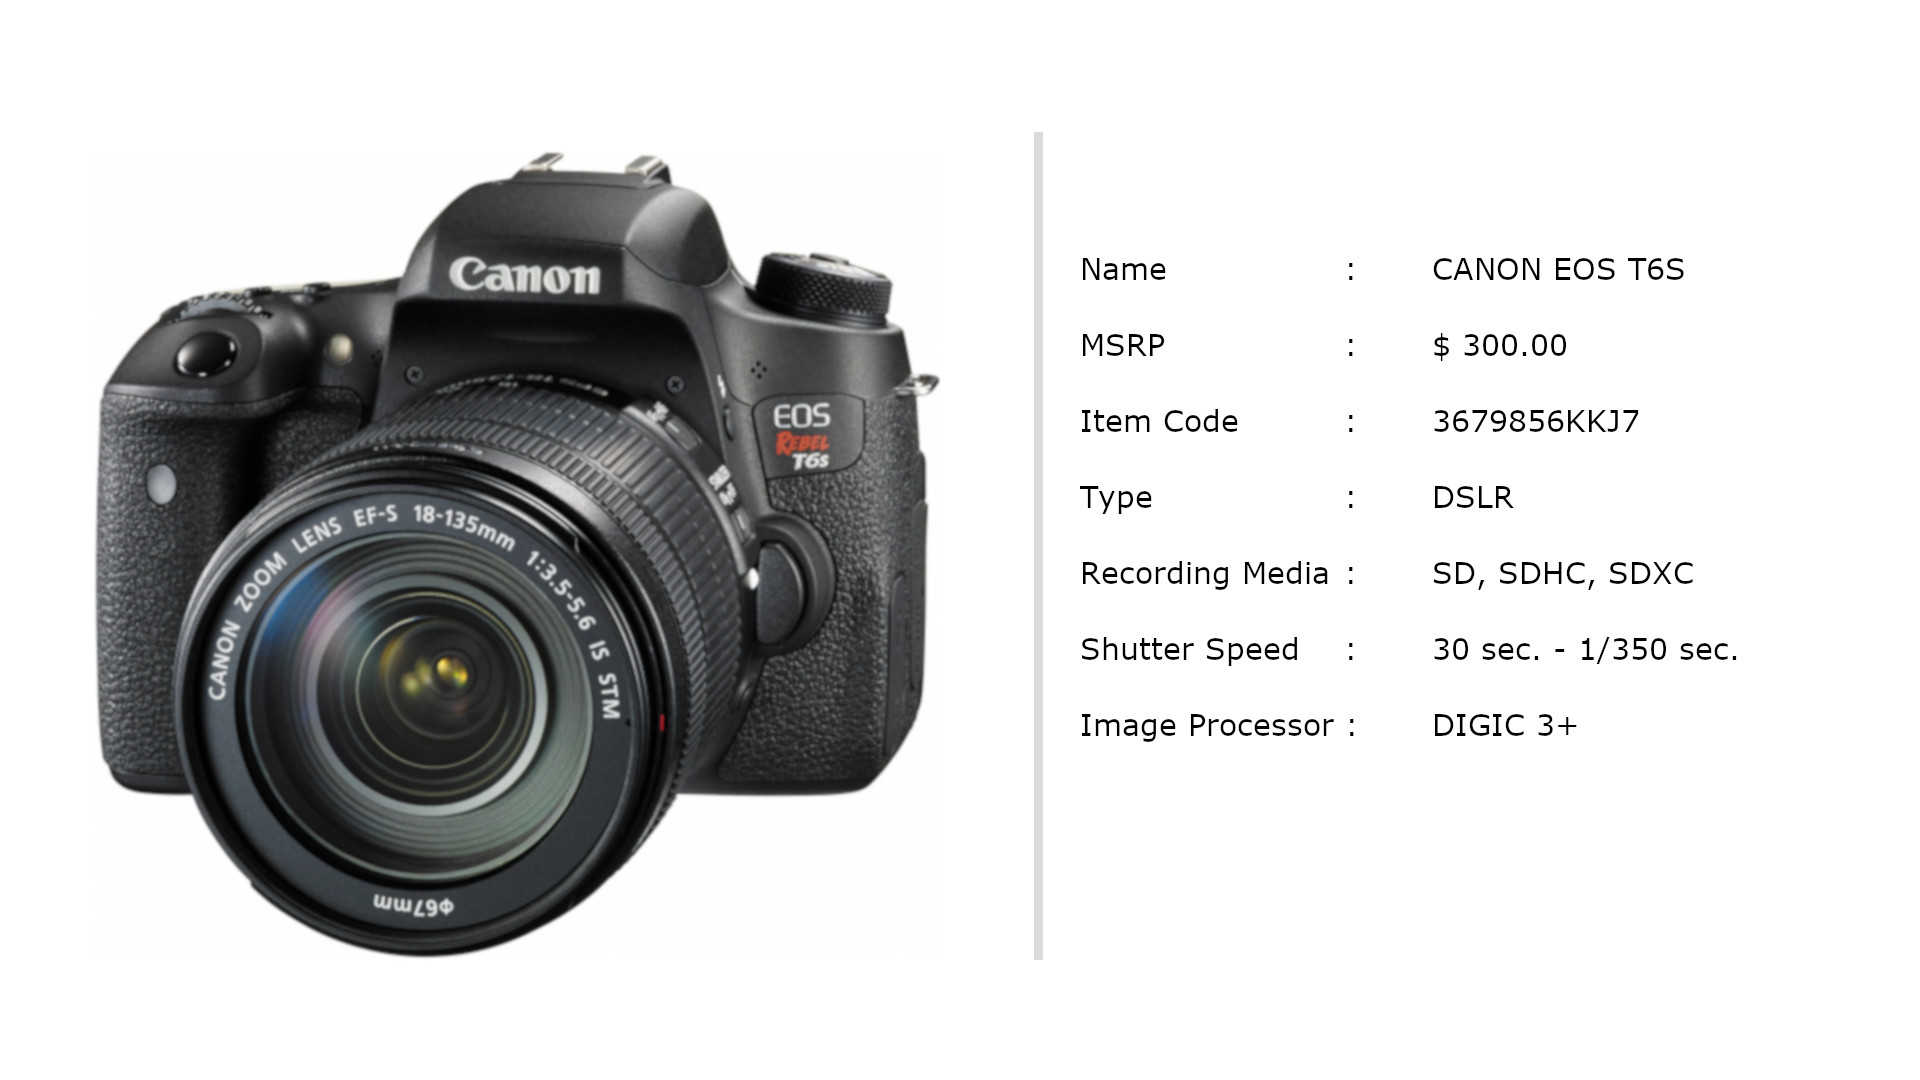 Canon
EOS
REBEL
T6s
CANON ZOOM LENS EF-S 18-135mm 1:3.5-5.6 IS STM
Φ67mm
Name : CANON EOS T6S
MSRP : $ 300.00
Item Code : 3679856KKJ7
Type : DSLR
Recording Media : SD, SDHC, SDXC
Shutter Speed : 30 sec. - 1/350 sec.
Image Processor : DIGIC 3+